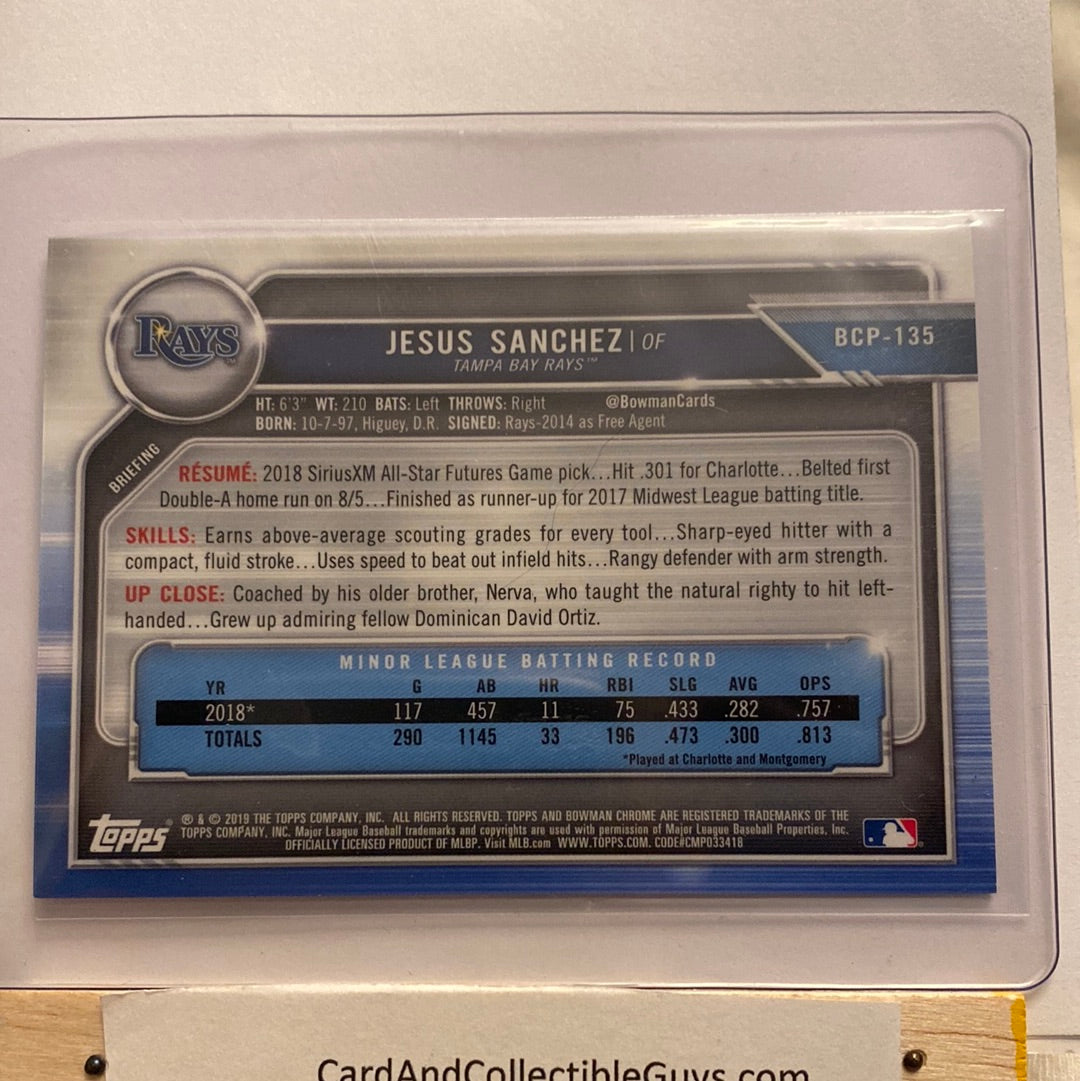 RAYS™
JESUS SANCHEZ | OF
TAMPA BAY RAYS™
BCP-135
HT: 6'3" WT: 210 BATS: Left THROWS: Right @BowmanCards
BORN: 10-7-97, Higuey, D.R. SIGNED: Rays-2014 as Free Agent
BRIEFING
RÉSUMÉ: 2018 SiriusXM All-Star Futures Game pick...Hit .301 for Charlotte...Belted first
Double-A home run on 8/5...Finished as runner-up for 2017 Midwest League batting title.
SKILLS: Earns above-average scouting grades for every tool...Sharp-eyed hitter with a
compact, fluid stroke...Uses speed to beat out infield hits...Rangy defender with arm strength.
UP CLOSE: Coached by his older brother, Nerva, who taught the natural righty to hit left-
handed...Grew up admiring fellow Dominican David Ortiz.
MINOR LEAGUE BATTING RECORD
YR G AB HR RBI SLG AVG OPS
2018* 117 457 11 75 .433 .282 .757
TOTALS 290 1145 33 196 .473 .300 .813
*Played at Charlotte and Montgomery
Topps®
® & © 2019 THE TOPPS COMPANY, INC. ALL RIGHTS RESERVED. TOPPS AND BOWMAN CHROME ARE REGISTERED TRADEMARKS OF THE
TOPPS COMPANY, INC. Major League Baseball trademarks and copyrights are used with permission of Major League Baseball Properties, Inc.
OFFICIALLY LICENSED PRODUCT OF MLBP. Visit MLB.com WWW.TOPPS.COM. CODE#CMP033418
CardAndCollectibleGuys.com